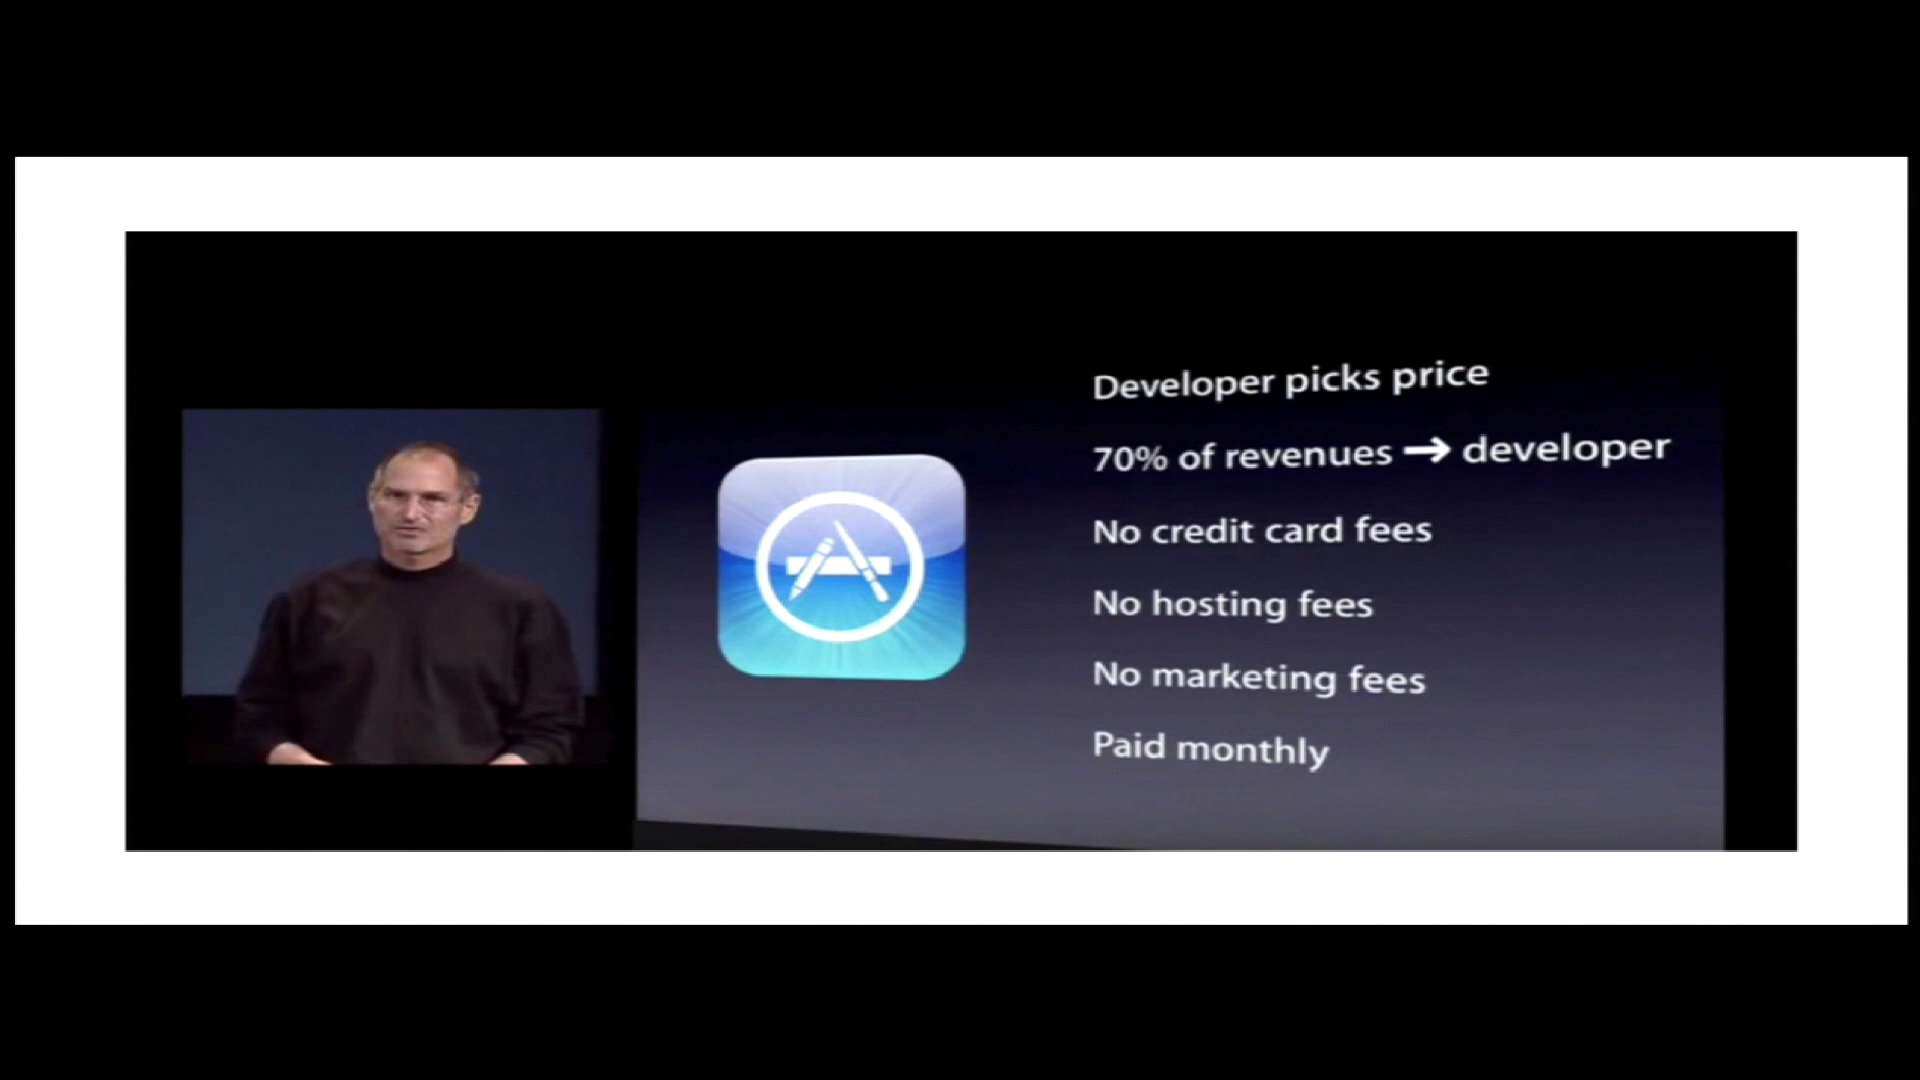 Developer picks price
70% of revenues → developer
No credit card fees
No hosting fees
No marketing fees
Paid monthly